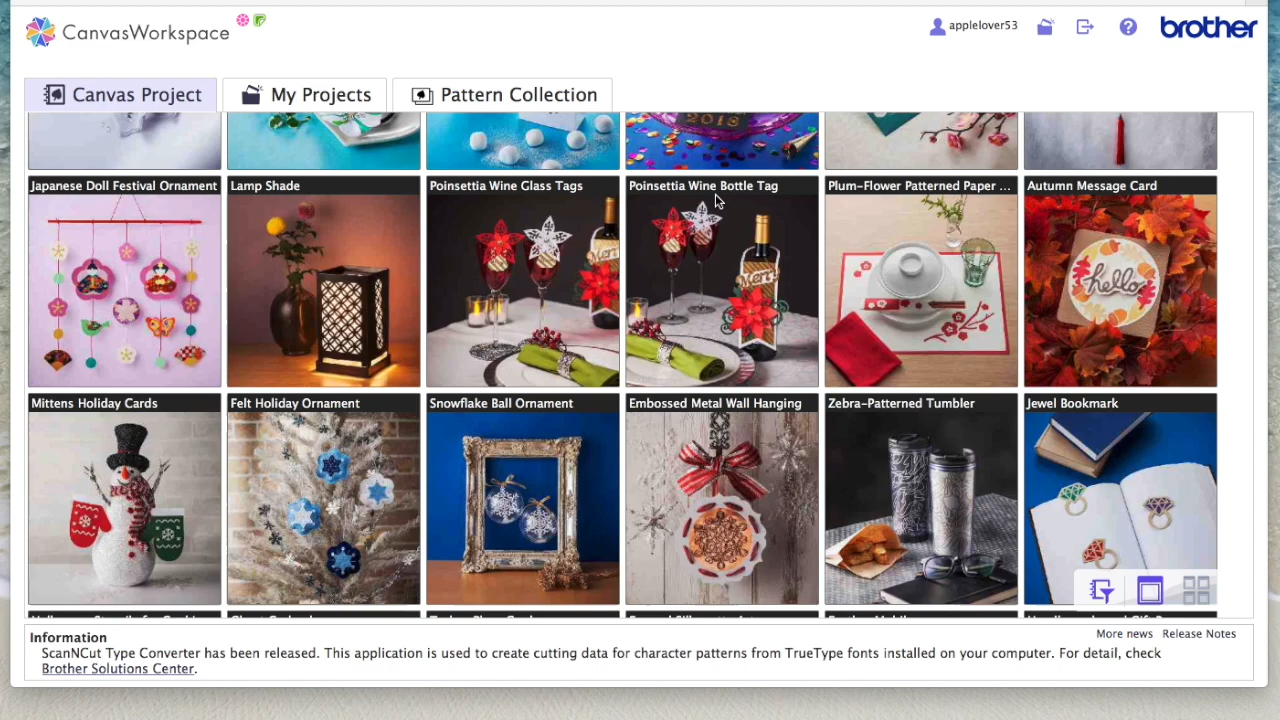 CanvasWorkspace
applelover53
brother
Canvas Project
My Projects
Pattern Collection
2018
Japanese Doll Festival Ornament
Lamp Shade
Poinsettia Wine Glass Tags
Poinsettia Wine Bottle Tag
Plum-Flower Patterned Paper ...
Autumn Message Card
Merry
Merry
hello
Mittens Holiday Cards
Felt Holiday Ornament
Snowflake Ball Ornament
Embossed Metal Wall Hanging
Zebra-Patterned Tumbler
Jewel Bookmark
Information
More news Release Notes
ScanNCut Type Converter has been released. This application is used to create cutting data for character patterns from TrueType fonts installed on your computer. For detail, check
Brother Solutions Center.